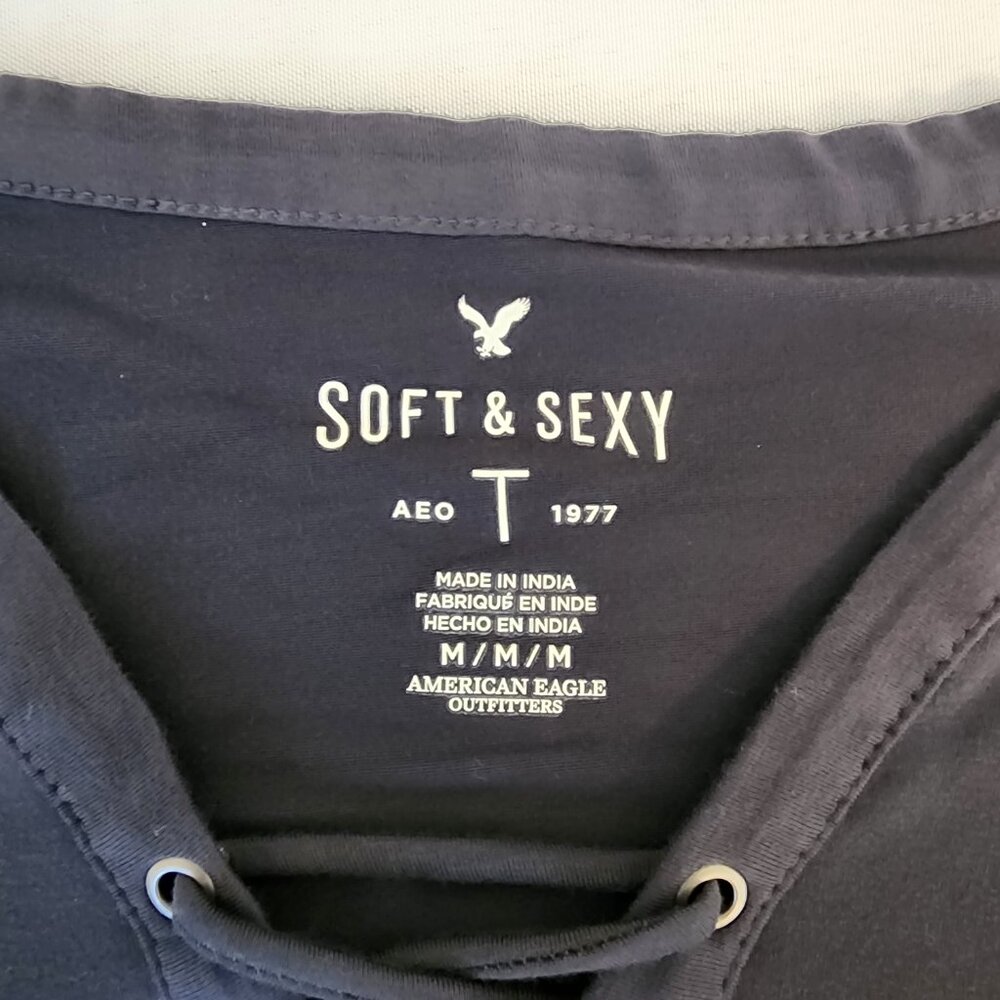 SOFT & SEXY
AEO T 1977
MADE IN INDIA
FABRIQUÉ EN INDE
HECHO EN INDIA
M / M / M
AMERICAN EAGLE
OUTFITTERS